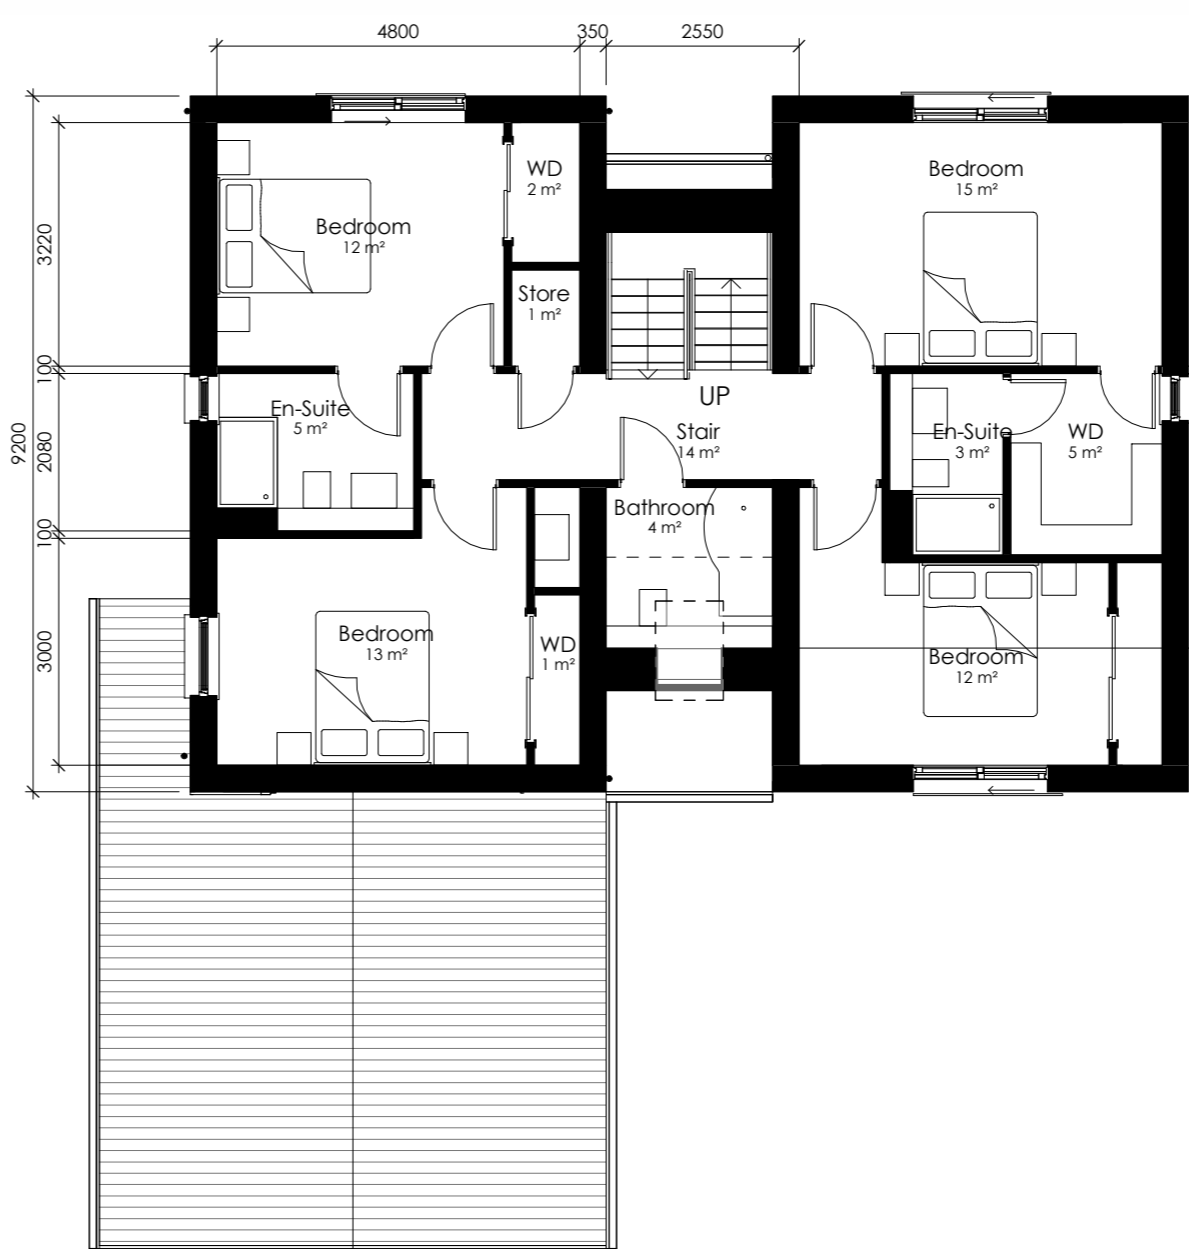 4800
350
2550
9200
3220
100
2080
100
3000
Bedroom
12 m²
WD
2 m²
Store
1 m²
Bedroom
15 m²
En-Suite
5 m²
UP
Stair
14 m²
En-Suite
3 m²
WD
5 m²
Bathroom
4 m²
Bedroom
13 m²
WD
1 m²
Bedroom
12 m²